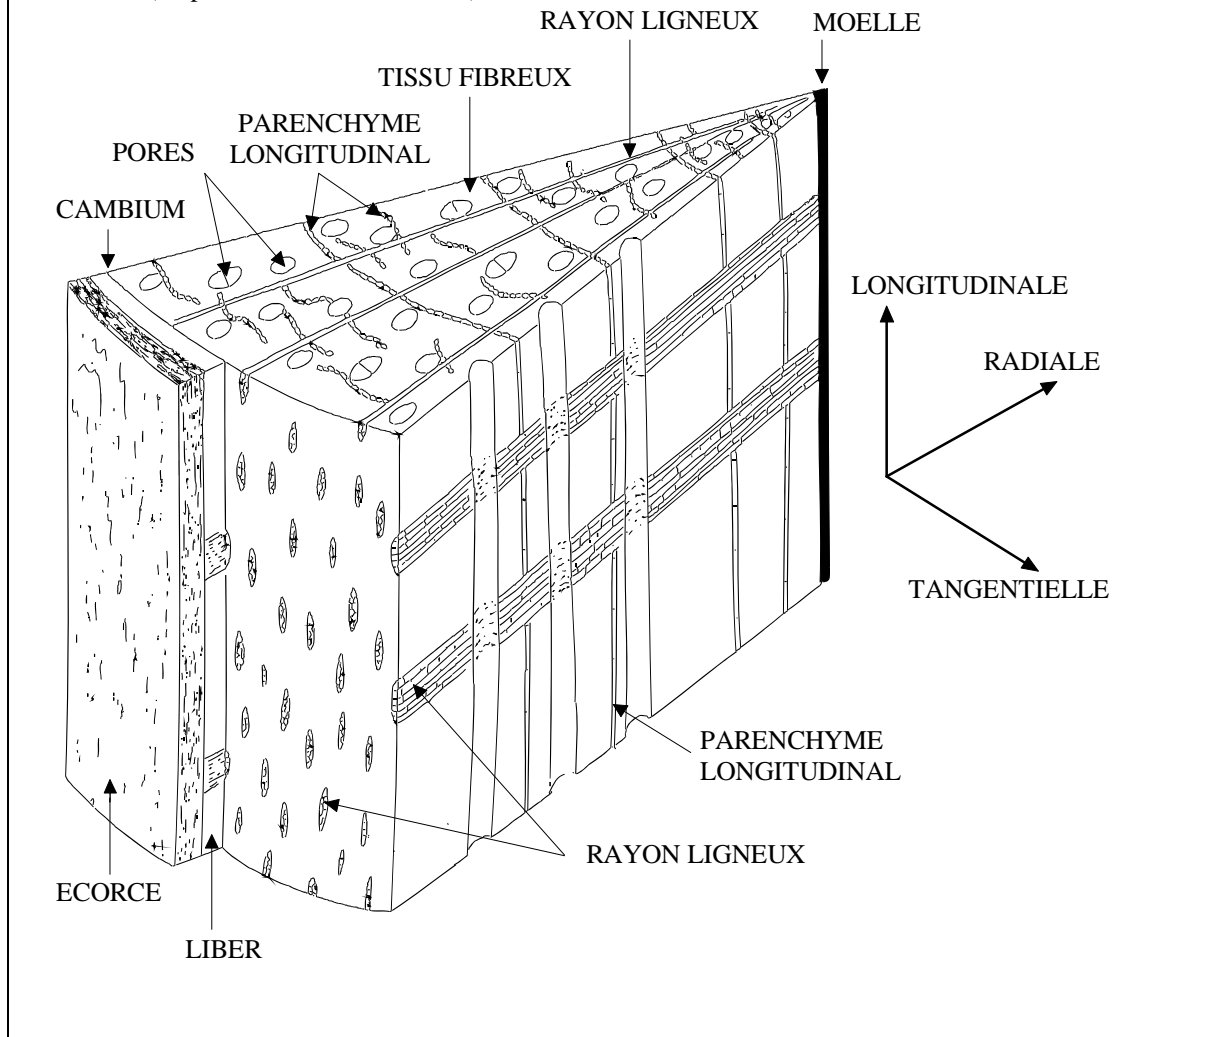 RAYON LIGNEUX
MOELLE
TISSU FIBREUX
PARENCHYME
LONGITUDINAL
PORES
CAMBIUM
LONGITUDINALE
RADIALE
TANGENTIELLE
PARENCHYME
LONGITUDINAL
RAYON LIGNEUX
ECORCE
LIBER